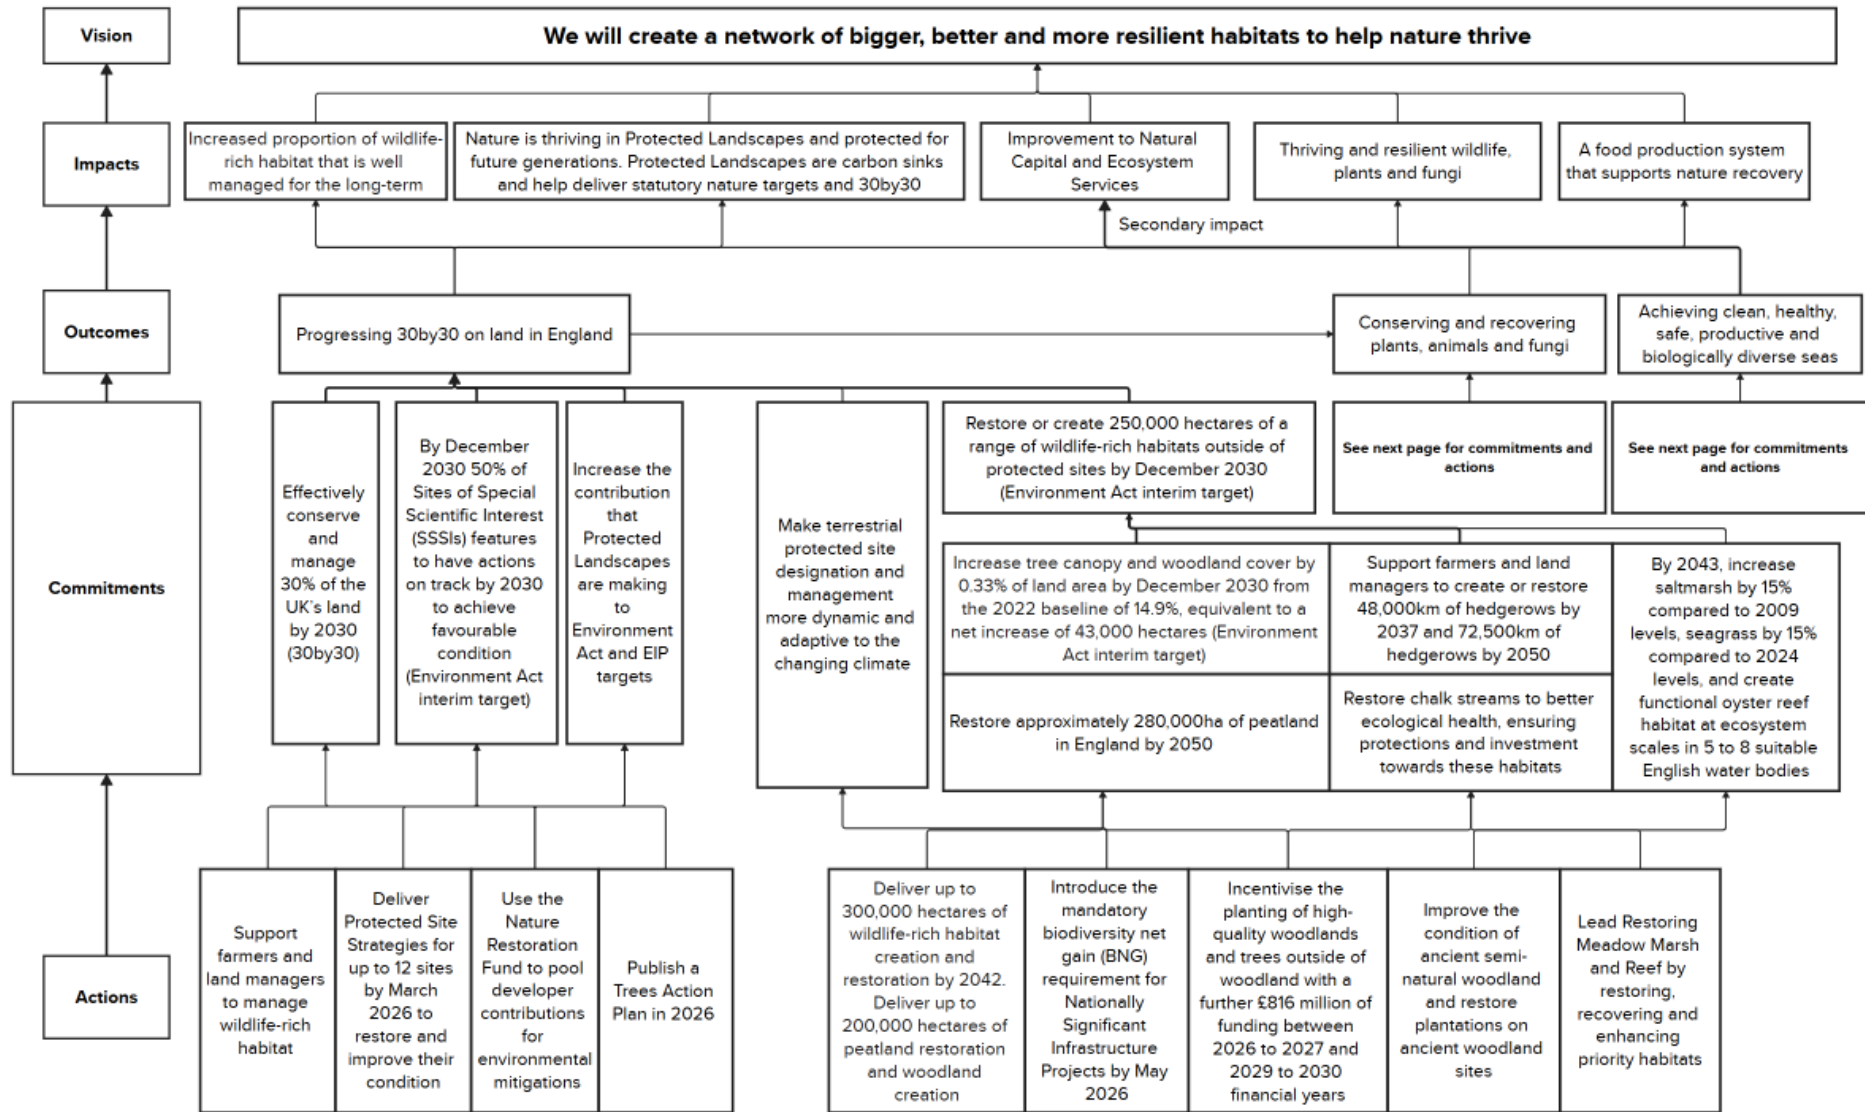 Vision
We will create a network of bigger, better and more resilient habitats to help nature thrive
Impacts
Increased proportion of wildlife-
rich habitat that is well
managed for the long-term
Nature is thriving in Protected Landscapes and protected for
future generations. Protected Landscapes are carbon sinks
and help deliver statutory nature targets and 30by30
Improvement to Natural
Capital and Ecosystem
Services
Thriving and resilient wildlife,
plants and fungi
A food production system
that supports nature recovery
Secondary impact
Outcomes
Progressing 30by30 on land in England
Conserving and recovering
plants, animals and fungi
Achieving clean, healthy,
safe, productive and
biologically diverse seas
Commitments
Effectively
conserve
and
manage
30% of the
UK's land
by 2030
(30by30)
By December
2030 50% of
Sites of Special
Scientific Interest
(SSSIs) features
to have actions
on track by 2030
to achieve
favourable
condition
(Environment Act
interim target)
Increase the
contribution
that
Protected
Landscapes
are making
to
Environment
Act and EIP
targets
Make terrestrial
protected site
designation and
management
more dynamic and
adaptive to the
changing climate
Restore or create 250,000 hectares of a
range of wildlife-rich habitats outside of
protected sites by December 2030
(Environment Act interim target)
See next page for commitments and
actions
See next page for commitments
and actions
Increase tree canopy and woodland cover by
0.33% of land area by December 2030 from
the 2022 baseline of 14.9%, equivalent to a
net increase of 43,000 hectares (Environment
Act interim target)
Support farmers and land
managers to create or restore
48,000km of hedgerows by
2037 and 72,500km of
hedgerows by 2050
By 2043, increase
saltmarsh by 15%
compared to 2009
levels, seagrass by 15%
compared to 2024
levels, and create
functional oyster reef
habitat at ecosystem
scales in 5 to 8 suitable
English water bodies
Restore approximately 280,000ha of peatland
in England by 2050
Restore chalk streams to better
ecological health, ensuring
protections and investment
towards these habitats
Actions
Support
farmers and
land managers
to manage
wildlife-rich
habitat
Deliver
Protected Site
Strategies for
up to 12 sites
by March
2026 to
restore and
improve their
condition
Use the
Nature
Restoration
Fund to pool
developer
contributions
for
environmental
mitigations
Publish a
Trees Action
Plan in 2026
Deliver up to
300,000 hectares of
wildlife-rich habitat
creation and
restoration by 2042.
Deliver up to
200,000 hectares of
peatland restoration
and woodland
creation
Introduce the
mandatory
biodiversity net
gain (BNG)
requirement for
Nationally
Significant
Infrastructure
Projects by May
2026
Incentivise the
planting of high-
quality woodlands
and trees outside of
woodland with a
further £816 million of
funding between
2026 to 2027 and
2029 to 2030
financial years
Improve the
condition of
ancient semi-
natural woodland
and restore
plantations on
ancient woodland
sites
Lead Restoring
Meadow Marsh
and Reef by
restoring,
recovering and
enhancing
priority habitats